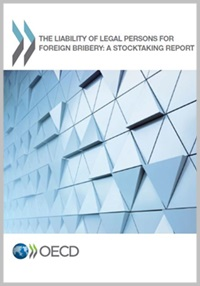 THE LIABILITY OF LEGAL PERSONS FOR
FOREIGN BRIBERY: A STOCKTAKING REPORT
OECD